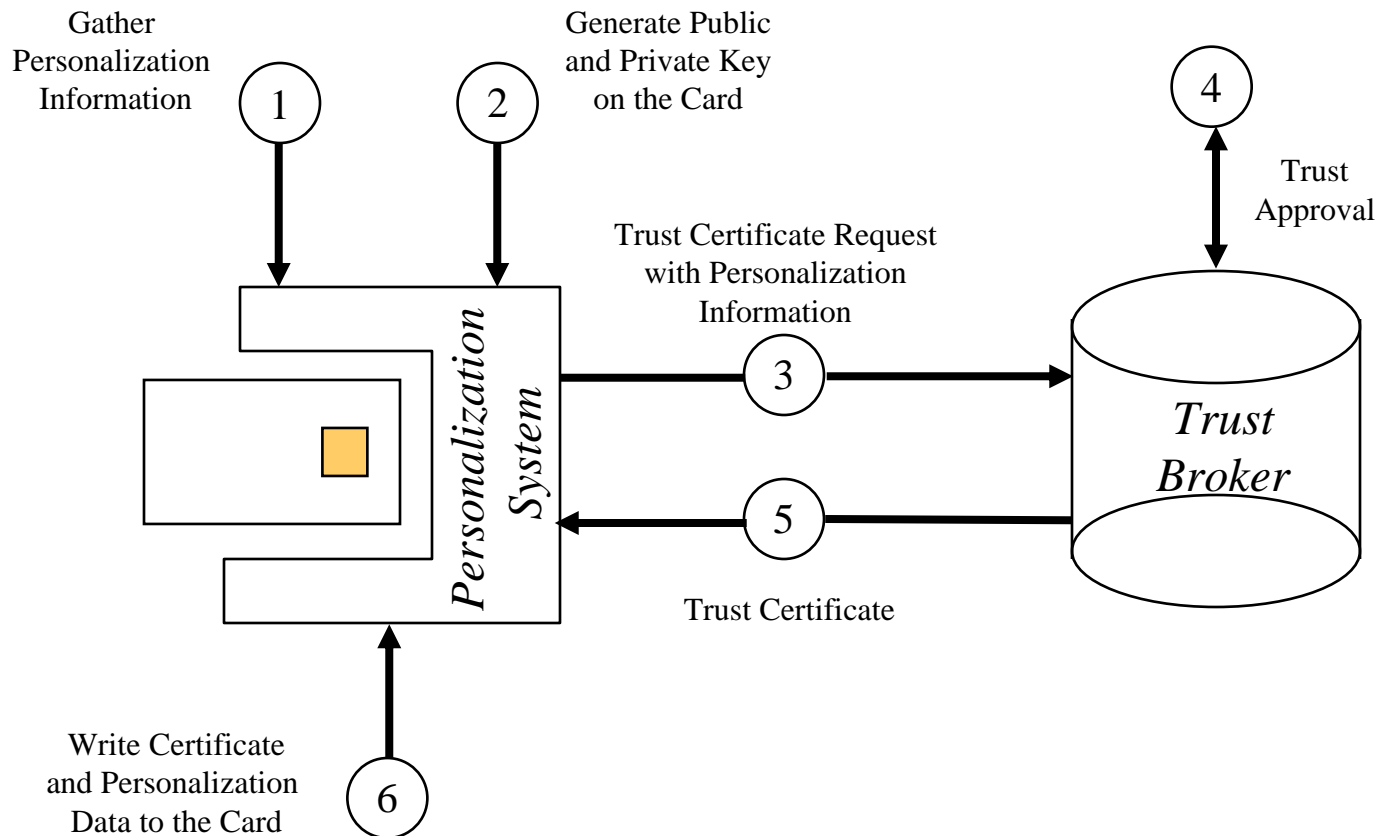 Gather
Personalization
Information
1
Generate Public
and Private Key
on the Card
2
4
Trust
Approval
Trust Certificate Request
with Personalization
Information
3
Personalization
System
Trust
Broker
5
Trust Certificate
Write Certificate
and Personalization
Data to the Card
6